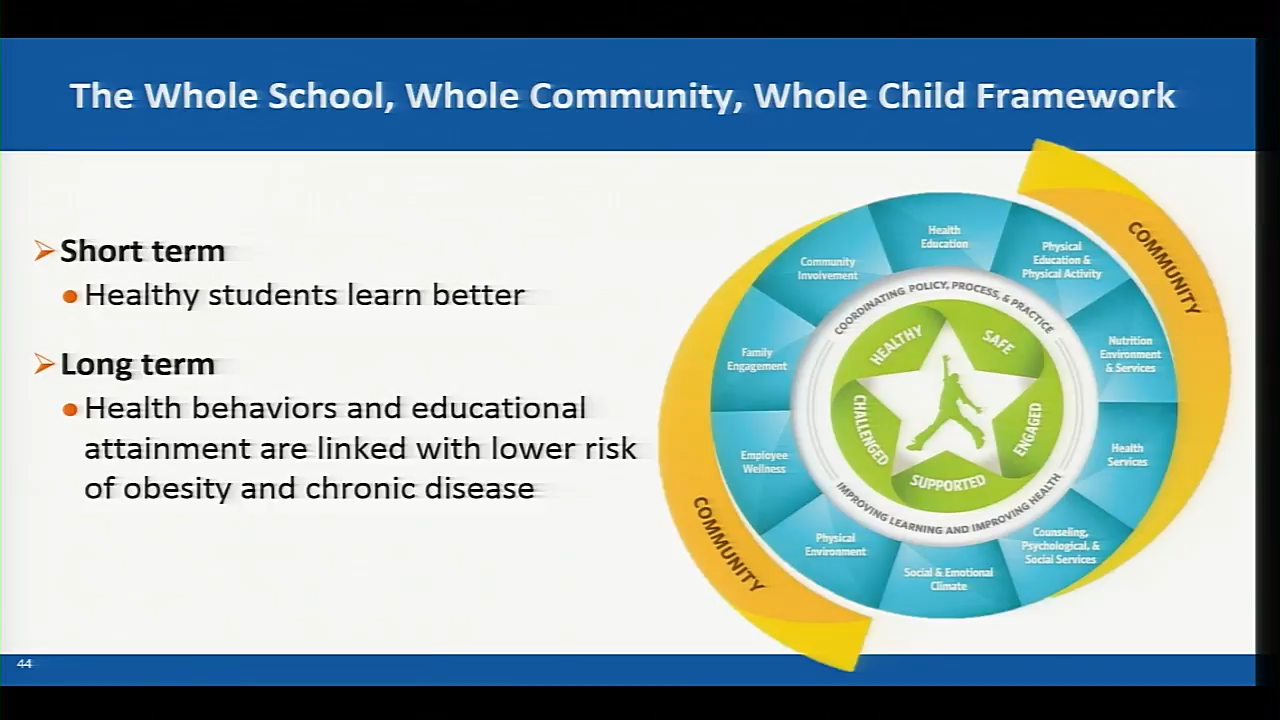 The Whole School, Whole Community, Whole Child Framework
Short term
Healthy students learn better
Long term
Health behaviors and educational
attainment are linked with lower risk
of obesity and chronic disease
COMMUNITY
Health
Education
Physical
Education &
Physical Activity
Nutrition
Environment
& Services
Health
Services
Counseling,
Psychological, &
Social Services
Social & Emotional
Climate
Physical
Environment
Employee
Wellness
Family
Engagement
Community
Involvement
COORDINATING POLICY, PROCESS, & PRACTICE
HEALTHY
SAFE
ENGAGED
SUPPORTED
CHALLENGED
IMPROVING LEARNING AND IMPROVING HEALTH
COMMUNITY
44